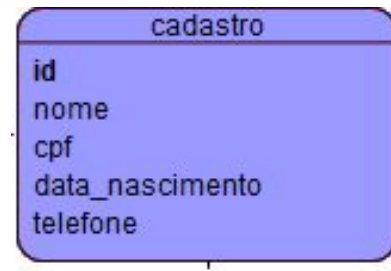 cadastro
id
nome
cpf
data_nascimento
telefone